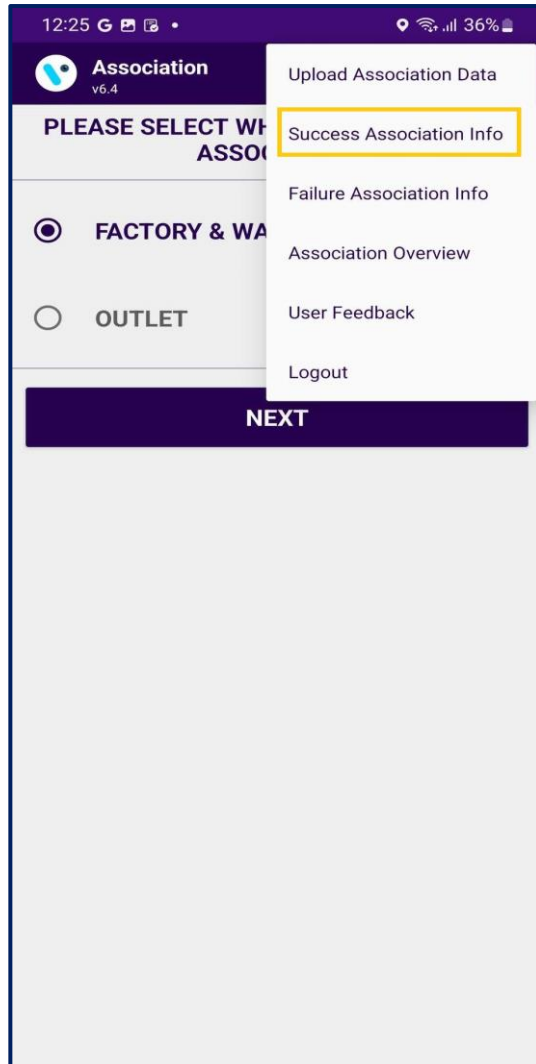 12:25 G
36%
Association
v6.4
PLEASE SELECT WH
ASSO
FACTORY & WA
OUTLET
NEXT
Upload Association Data
Success Association Info
Failure Association Info
Association Overview
User Feedback
Logout